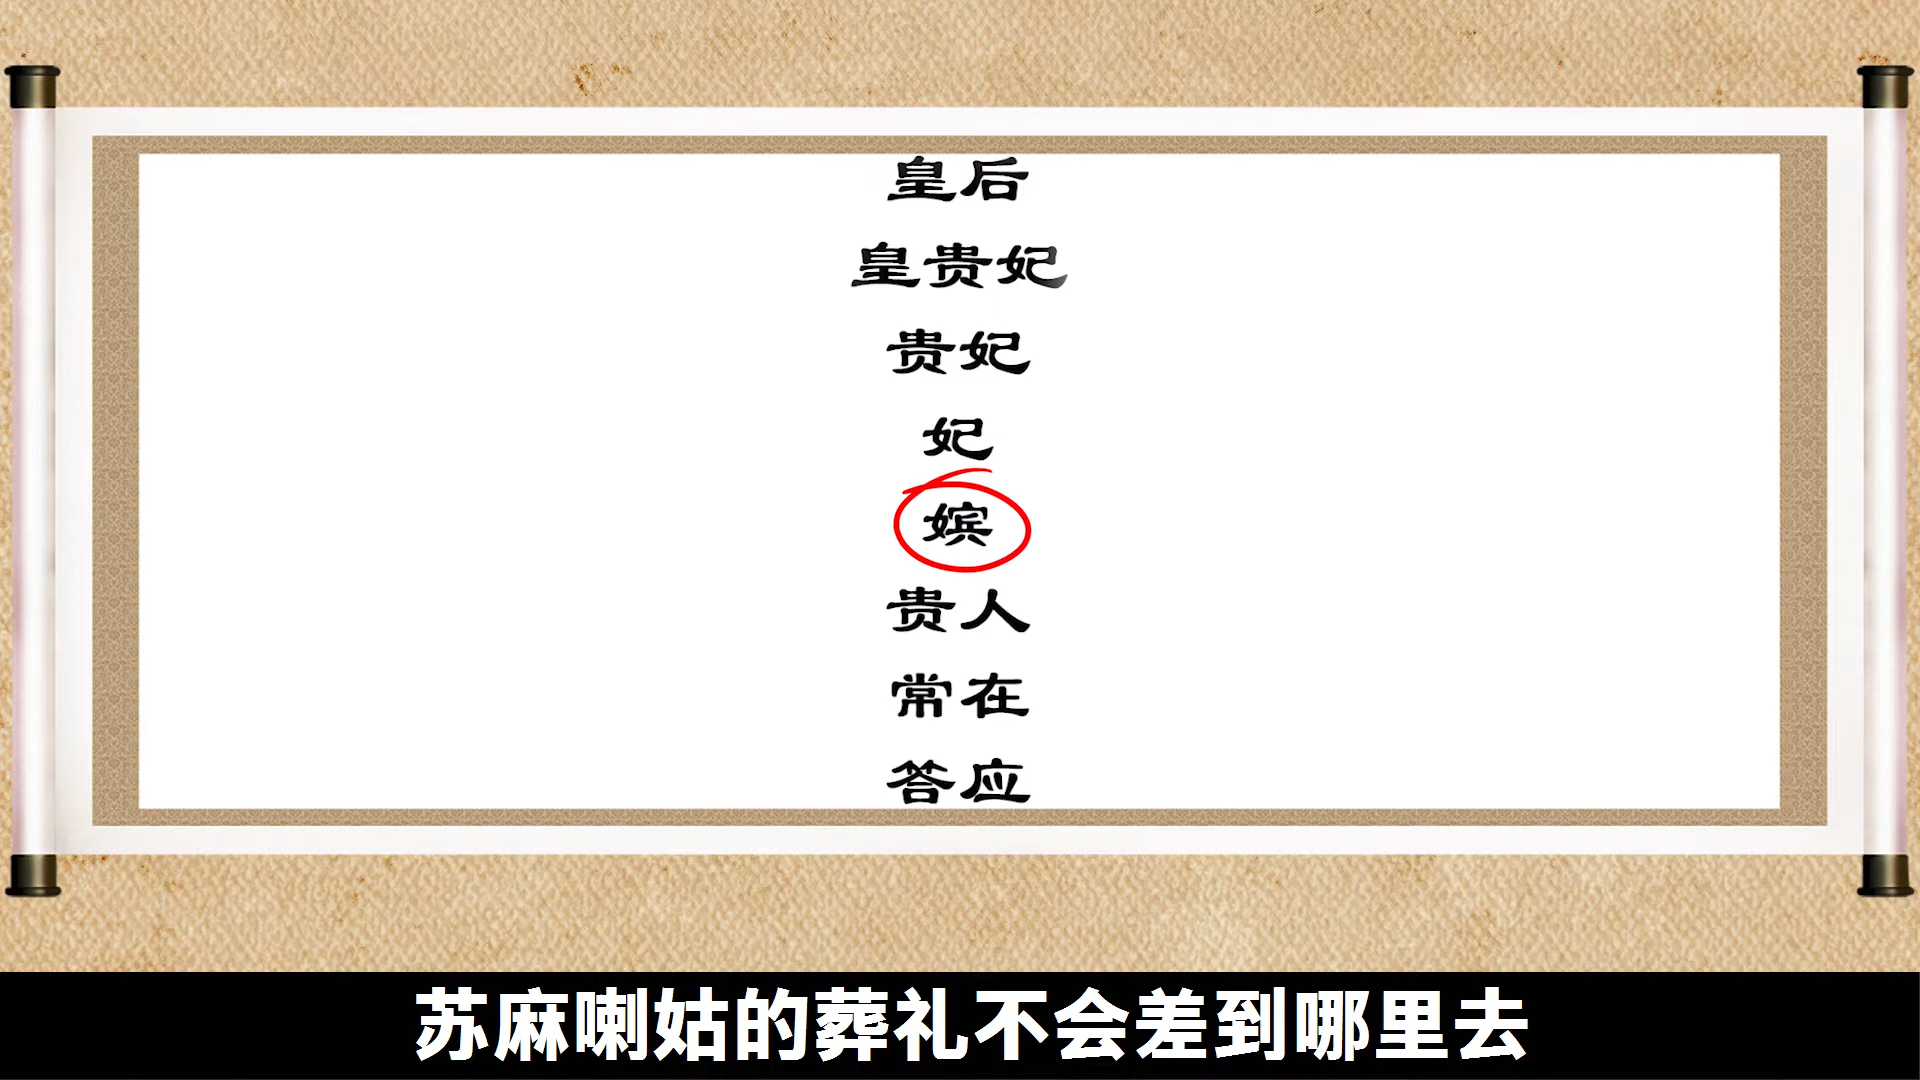 皇后
皇贵妃
贵妃
妃
嫔
贵人
常在
答应
苏麻喇姑的葬礼不会差到哪里去